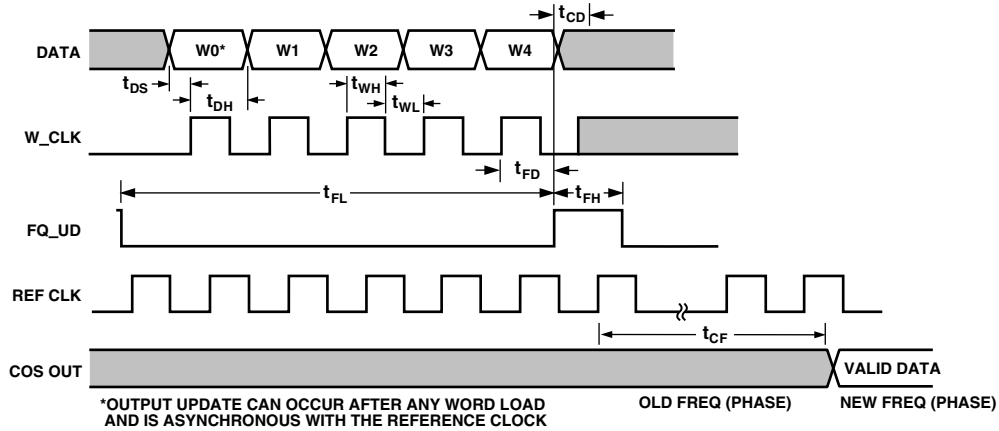 t_CD
DATA W0* W1 W2 W3 W4
t_DS t_WH
t_DH t_WL
W_CLK
t_FD
t_FL t_FH
FQ_UD
REF CLK
t_CF
COS OUT VALID DATA
*OUTPUT UPDATE CAN OCCUR AFTER ANY WORD LOAD
AND IS ASYNCHRONOUS WITH THE REFERENCE CLOCK
OLD FREQ (PHASE) NEW FREQ (PHASE)